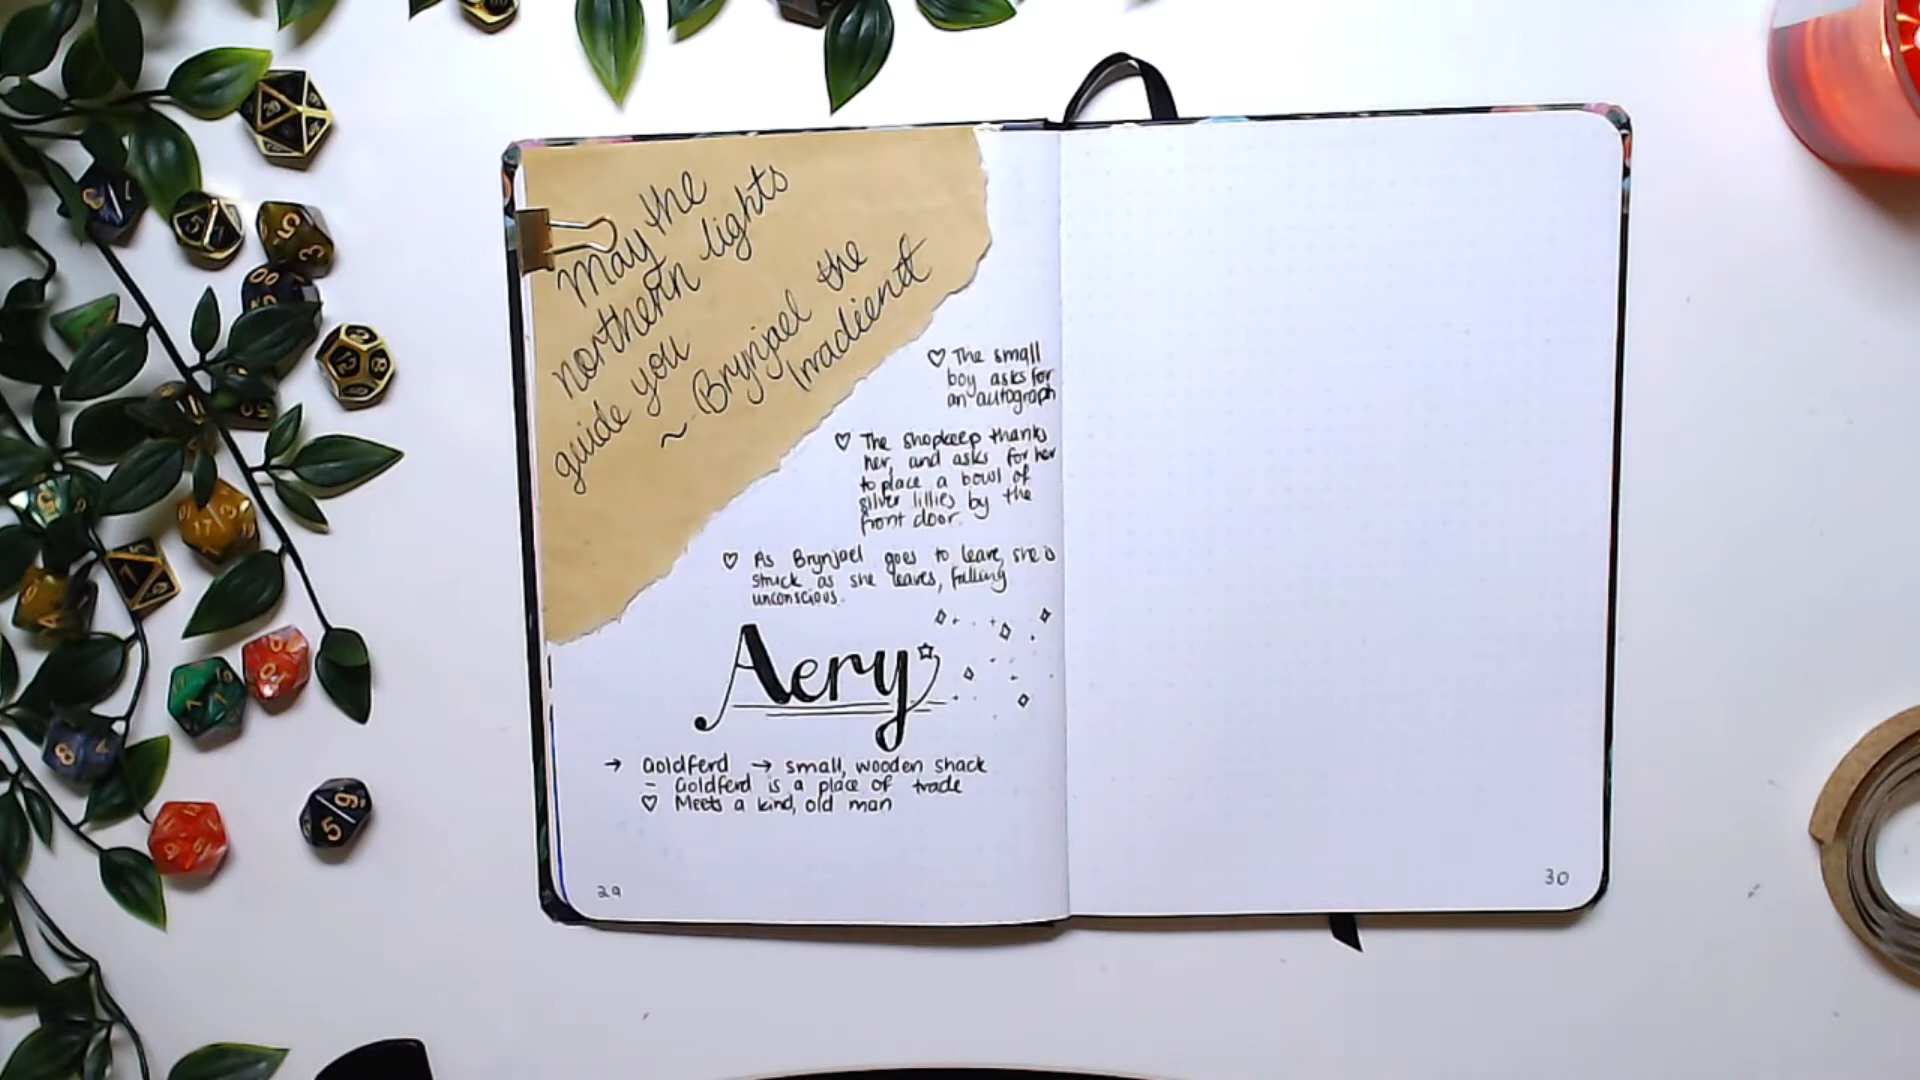 May the
northern lights
guide you
~ Brynjael the
Irradient
♡ The small
boy asks for
an autograph
♡ The shopkeep thanks
her, and asks for her
to place a bowl of
silver lillies by the
front door.
♡ As Brynjael goes to leave, she is
struck as she leaves, falling
unconscious.
Aery
→ Goldferd → small, wooden shack
- Goldferd is a place of trade
♡ Meets a kind, old man
29
30